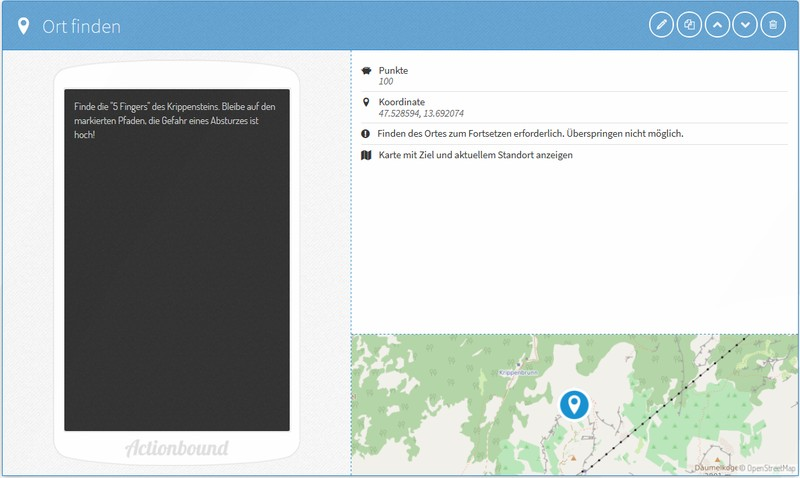 Ort finden
Finde die "5 Fingers" des Krippensteins. Bleibe auf den
markierten Pfaden, die Gefahr eines Absturzes ist
hoch!
Actionbound
Punkte
100
Koordinate
47.528594, 13.692074
Finden des Ortes zum Fortsetzen erforderlich. Überspringen nicht möglich.
Karte mit Ziel und aktuellem Standort anzeigen
Krippenbrunn
Däumelkogel © OpenStreetMap